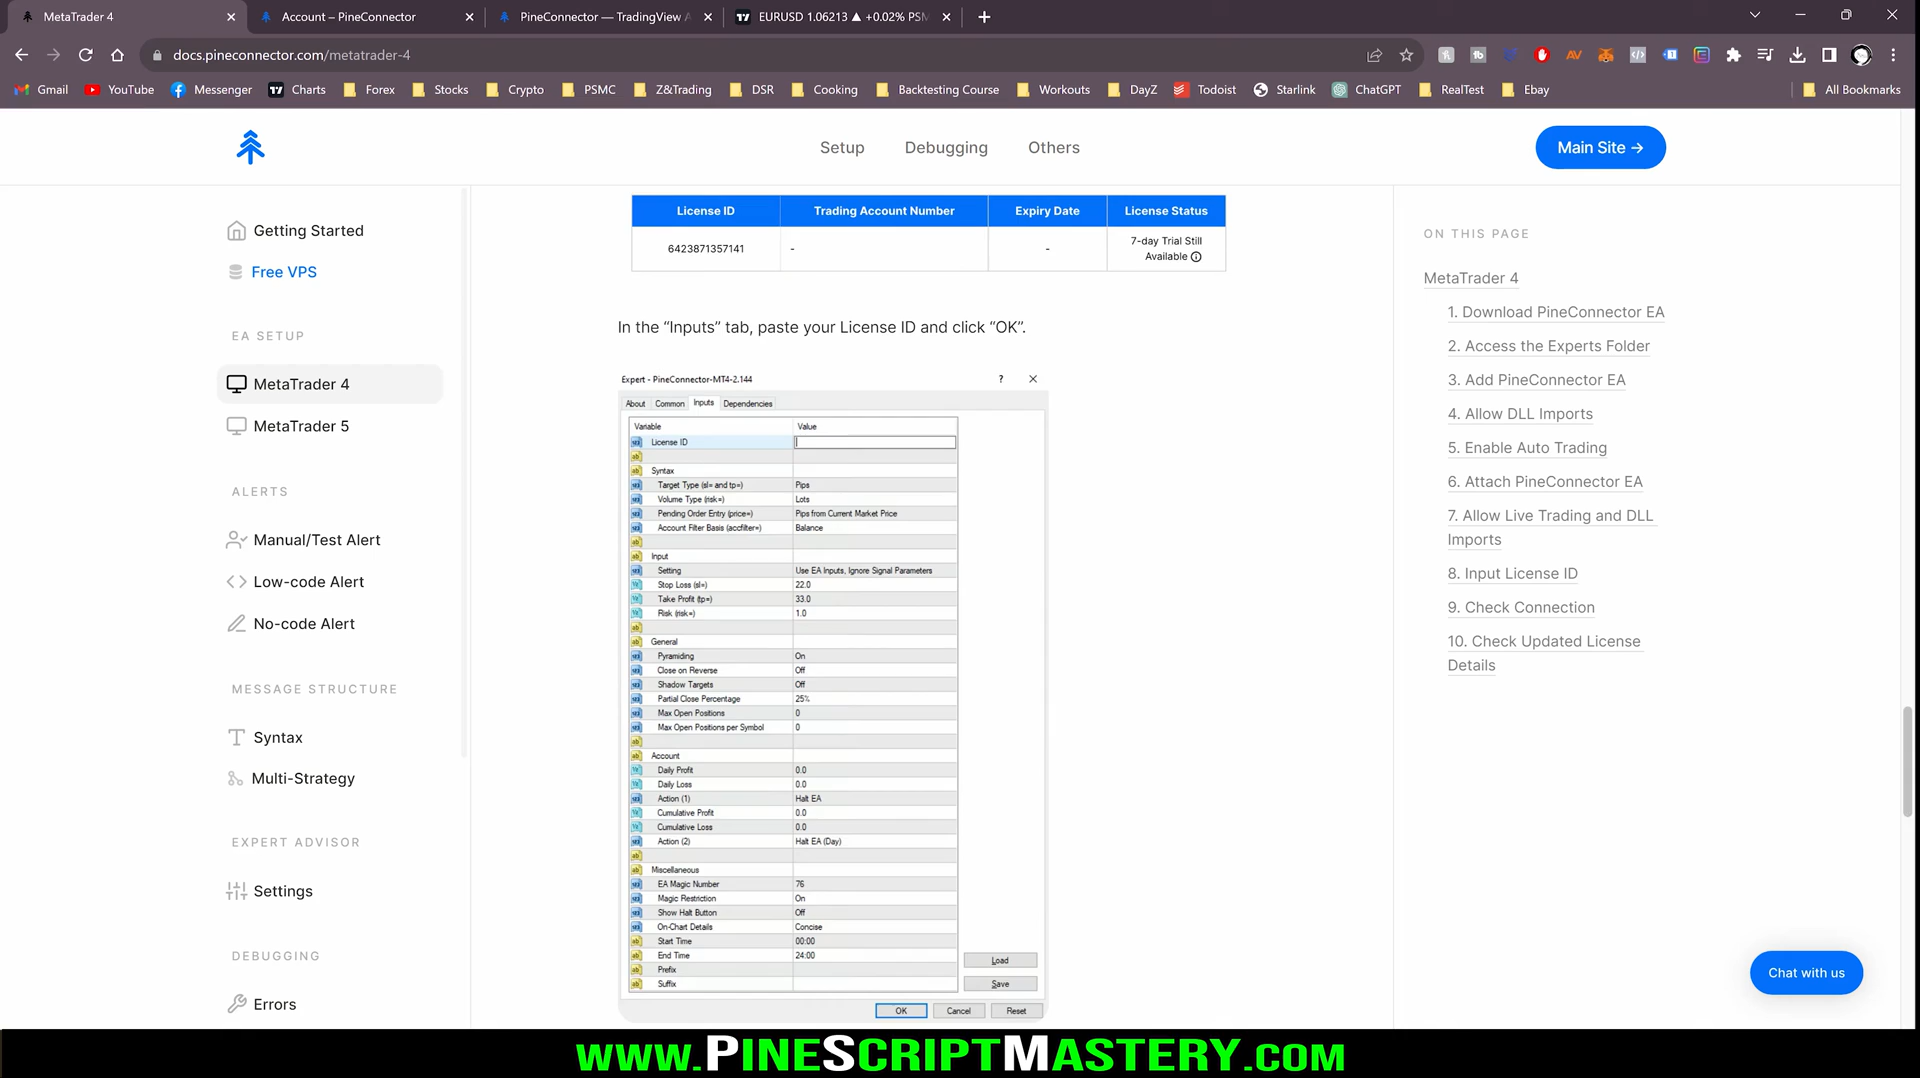 MetaTrader 4
Account – PineConnector
PineConnector — TradingView A
EURUSD 1.06213 ▲ +0.02% PSM
docs.pineconnector.com/metatrader-4
Gmail
YouTube
Messenger
Charts
Forex
Stocks
Crypto
PSMC
Z&Trading
DSR
Cooking
Backtesting Course
Workouts
DayZ
Todoist
Starlink
ChatGPT
RealTest
Ebay
All Bookmarks
Setup
Debugging
Others
Main Site →
Getting Started
Free VPS
EA SETUP
MetaTrader 4
MetaTrader 5
ALERTS
Manual/Test Alert
Low-code Alert
No-code Alert
MESSAGE STRUCTURE
Syntax
Multi-Strategy
EXPERT ADVISOR
Settings
DEBUGGING
Errors
License ID Trading Account Number Expiry Date License Status
6423871357141 - - 7-day Trial Still
Available
In the “Inputs” tab, paste your License ID and click “OK”.
Expert - PineConnector-MT4-2.144
About Common Inputs Dependencies
Variable Value
License ID
Syntax
Target Type (sl= and tp=) Pips
Volume Type (risk=) Lots
Pending Order Entry (price=) Pips from Current Market Price
Account Filter Basis (accfilter=) Balance
Input
Setting Use EA Inputs, Ignore Signal Parameters
Stop Loss (sl=) 22.0
Take Profit (tp=) 33.0
Risk (risk=) 1.0
General
Pyramiding On
Close on Reverse Off
Shadow Targets Off
Partial Close Percentage 25%
Max Open Positions 0
Max Open Positions per Symbol 0
Account
Daily Profit 0.0
Daily Loss 0.0
Action (1) Halt EA
Cumulative Profit 0.0
Cumulative Loss 0.0
Action (2) Halt EA (Day)
Miscellaneous
EA Magic Number 76
Magic Restriction On
Show Halt Button Off
On-Chart Details Concise
Start Time 00:00
End Time 24:00
Prefix
Suffix
Load
Save
OK Cancel Reset
ON THIS PAGE
MetaTrader 4
1. Download PineConnector EA
2. Access the Experts Folder
3. Add PineConnector EA
4. Allow DLL Imports
5. Enable Auto Trading
6. Attach PineConnector EA
7. Allow Live Trading and DLL
Imports
8. Input License ID
9. Check Connection
10. Check Updated License
Details
Chat with us
WWW.PINESCRIPTMASTERY.COM